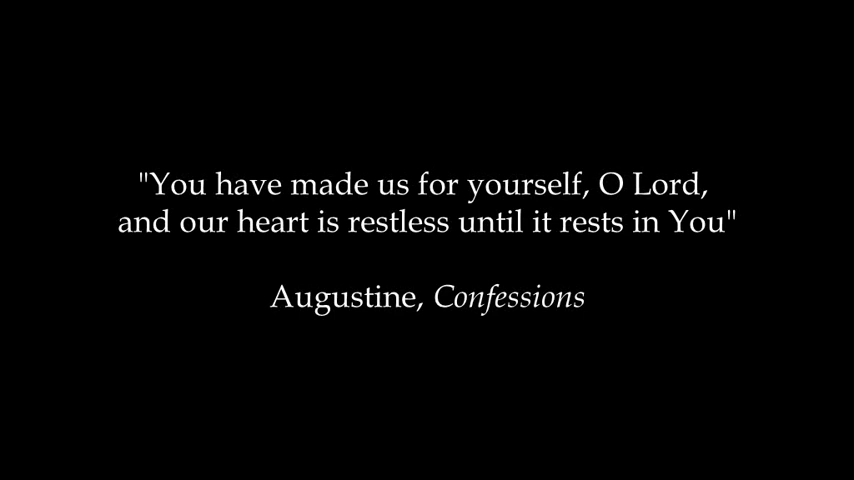 "You have made us for yourself, O Lord,
and our heart is restless until it rests in You"
Augustine, Confessions